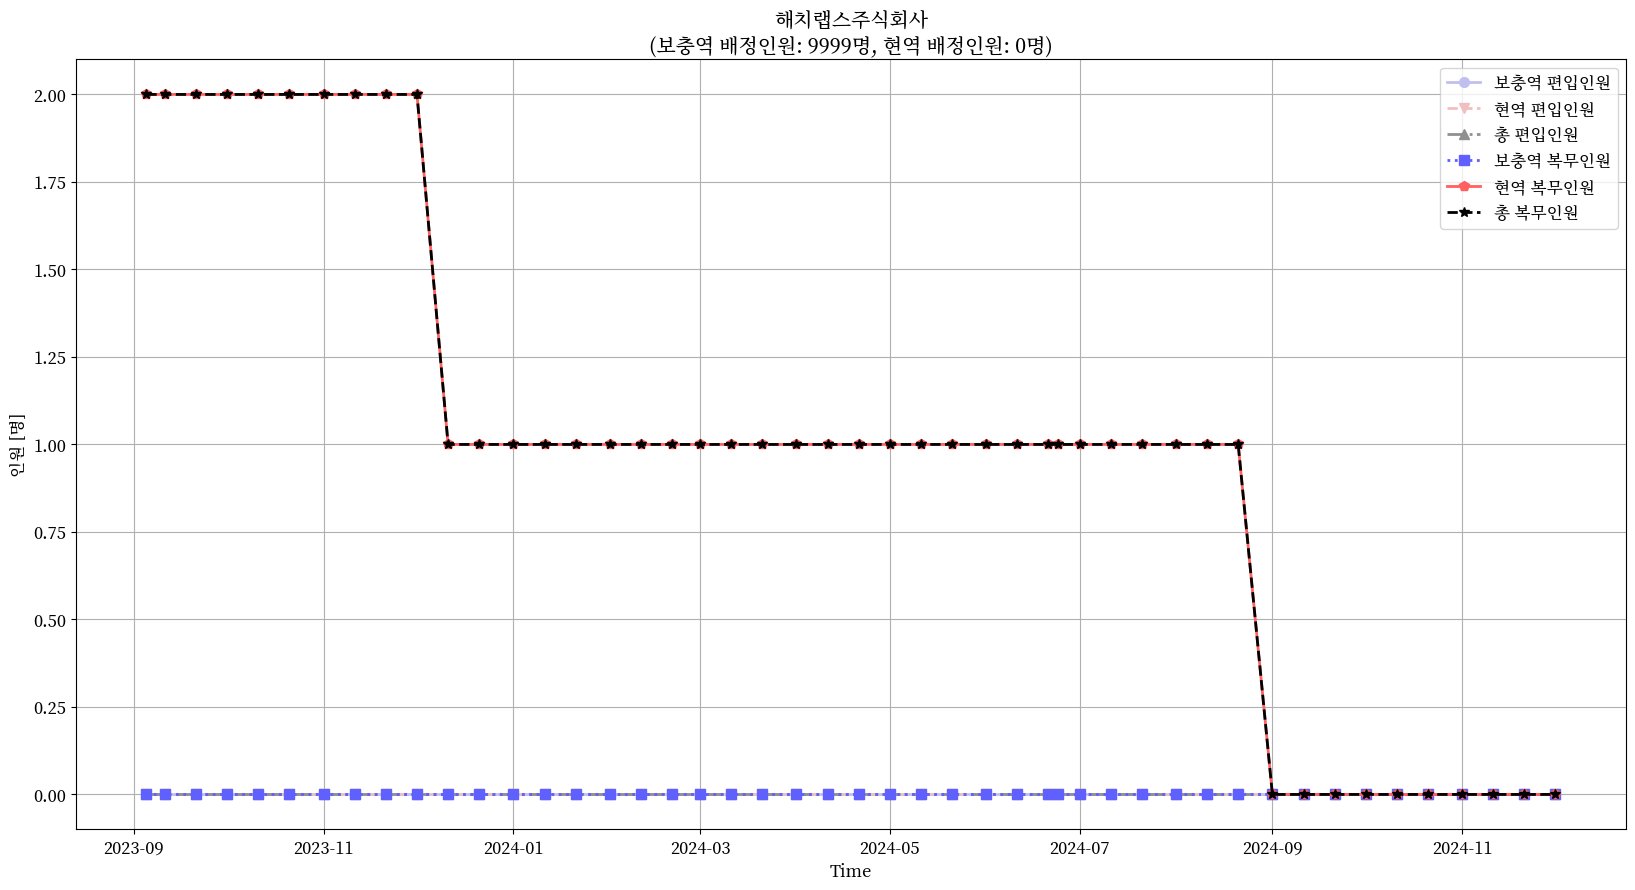 해치랩스주식회사
(보충역 배정인원: 9999명, 현역 배정인원: 0명)
보충역 편입인원
현역 편입인원
총 편입인원
보충역 복무인원
현역 복무인원
총 복무인원
인원 [명]
2.00
1.75
1.50
1.25
1.00
0.75
0.50
0.25
0.00
2023-09 2023-11 2024-01 2024-03 2024-05 2024-07 2024-09 2024-11
Time